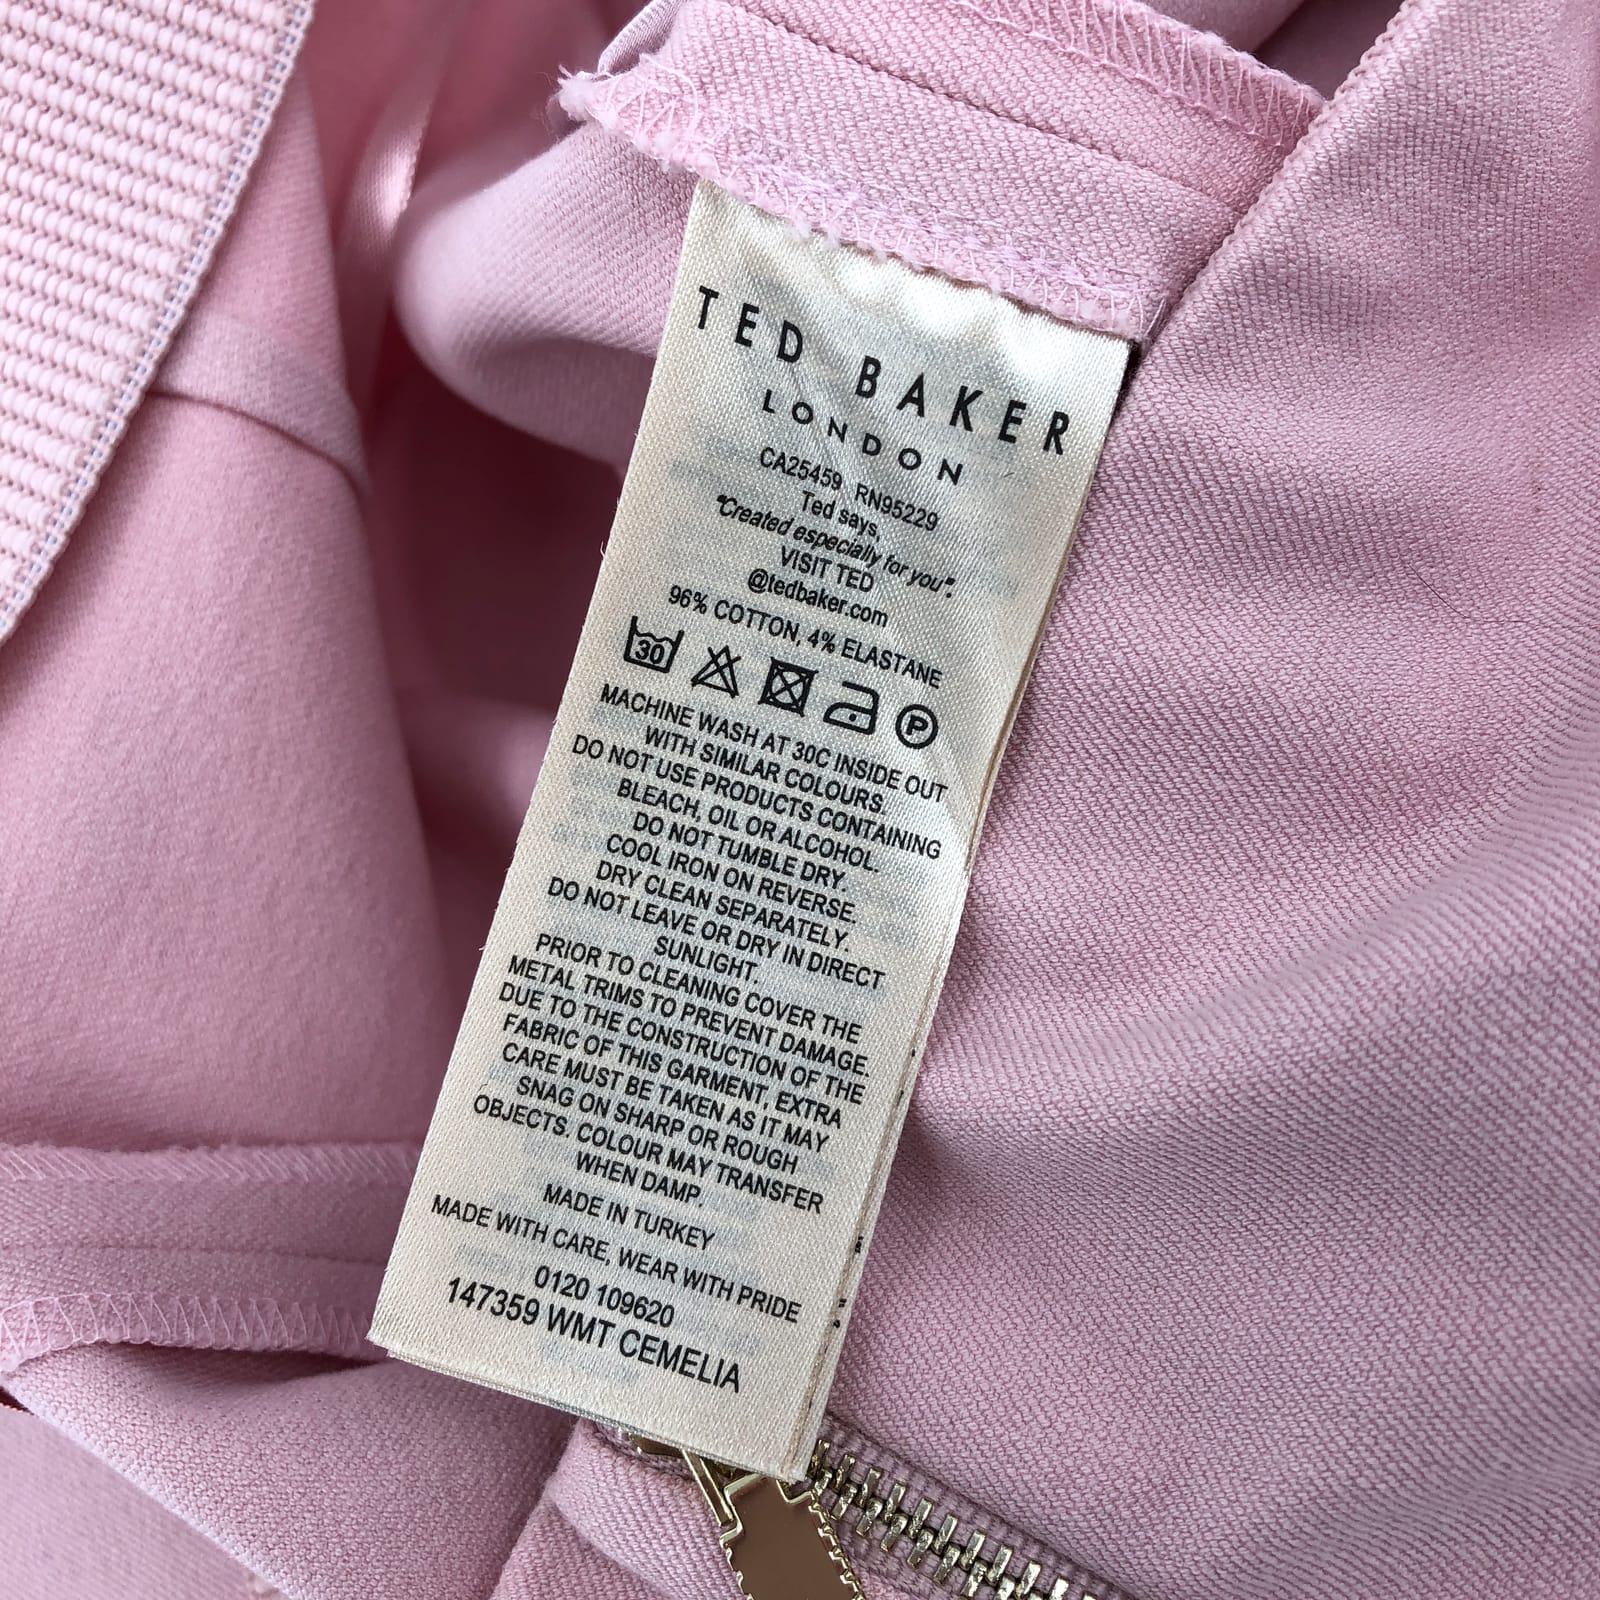 TED BAKER
LONDON
CA25459 RN95229
Ted says,
"Created especially for you".
VISIT TED
@tedbaker.com
96% COTTON, 4% ELASTANE
30 P
MACHINE WASH AT 30C INSIDE OUT
WITH SIMILAR COLOURS.
DO NOT USE PRODUCTS CONTAINING
BLEACH, OIL OR ALCOHOL.
DO NOT TUMBLE DRY.
COOL IRON ON REVERSE.
DRY CLEAN SEPARATELY.
DO NOT LEAVE OR DRY IN DIRECT
SUNLIGHT.
PRIOR TO CLEANING COVER THE
METAL TRIMS TO PREVENT DAMAGE.
DUE TO THE CONSTRUCTION OF THE
FABRIC OF THIS GARMENT, EXTRA
CARE MUST BE TAKEN AS IT MAY
SNAG ON SHARP OR ROUGH
OBJECTS. COLOUR MAY TRANSFER
WHEN DAMP.
MADE IN TURKEY
MADE WITH CARE, WEAR WITH PRIDE
0120 109620
147359 WMT CEMELIA